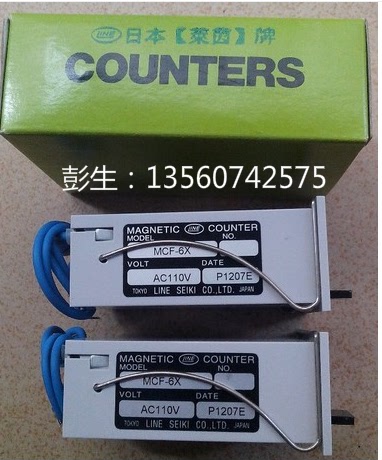 LINE 日本【莱茵】牌
COUNTERS
彭生：13560742575
MAGNETIC LINE COUNTER
MODEL NO.
MCF-6X
VOLT DATE
AC110V P1207E
TOKYO LINE SEIKI CO.,LTD. JAPAN
MAGNETIC LINE COUNTER
MODEL NO.
MCF-6X
VOLT DATE
AC110V P1207E
TOKYO LINE SEIKI CO.,LTD. JAPAN